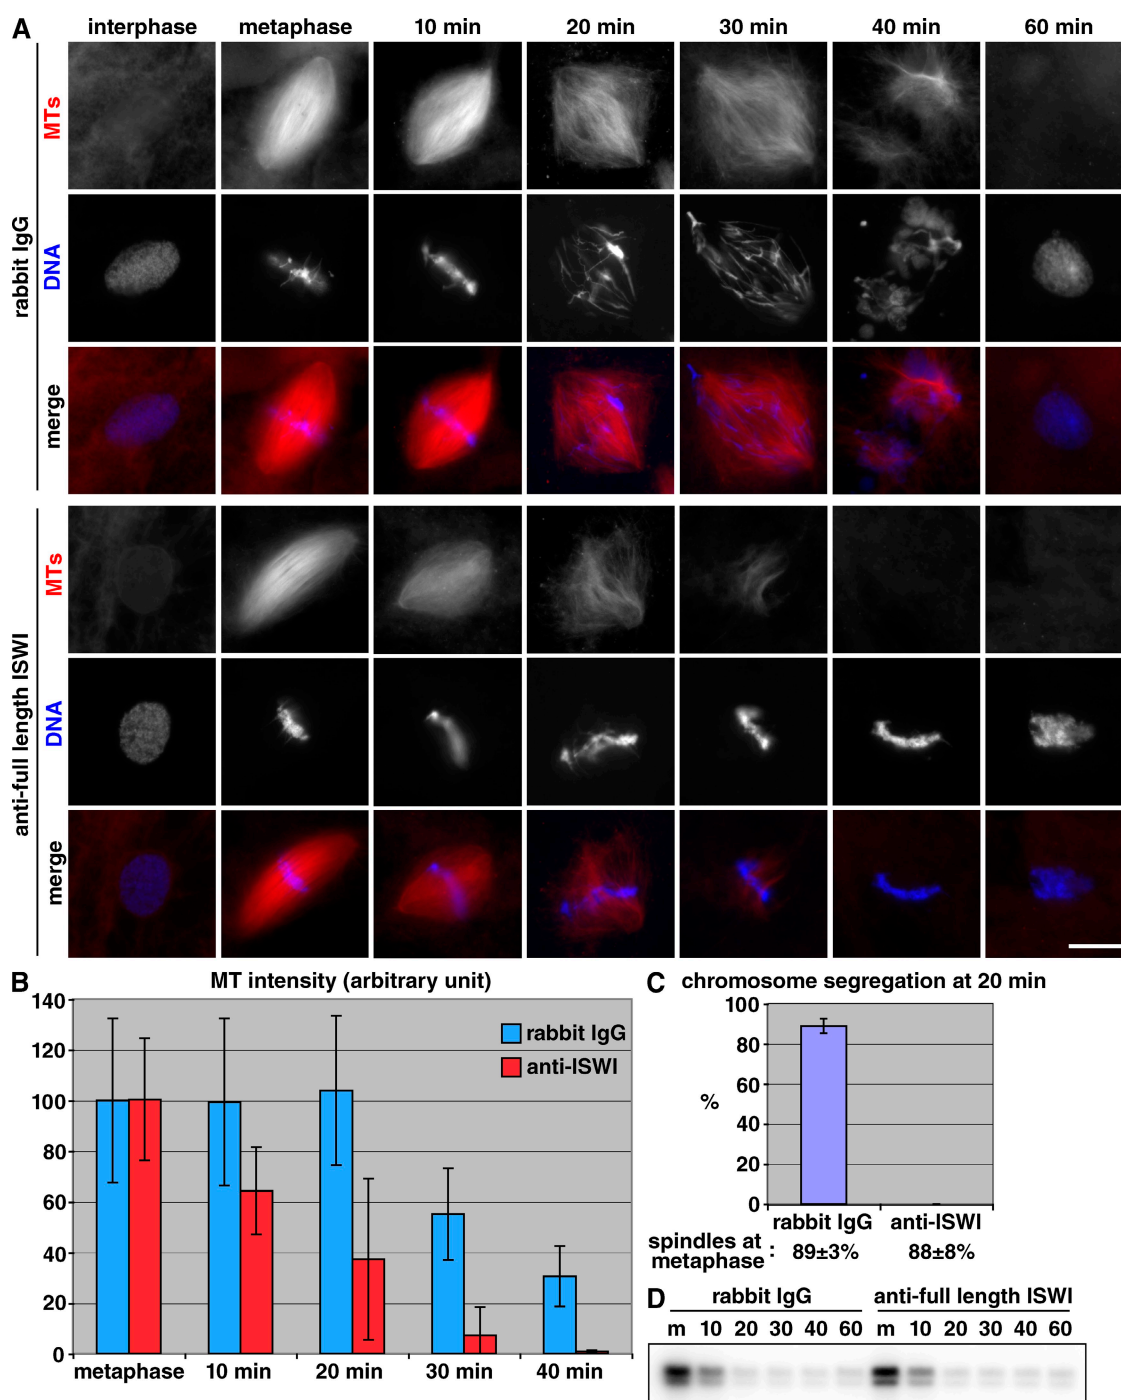 A
interphase metaphase 10 min 20 min 30 min 40 min 60 min
rabbit IgG
MTs
DNA
merge
anti-full length ISWI
MTs
DNA
merge
B MT intensity (arbitrary unit)
140
120
100
80
60
40
20
0
rabbit IgG
anti-ISWI
metaphase 10 min 20 min 30 min 40 min
C chromosome segregation at 20 min
100
80
60
40
20
0
%
rabbit IgG anti-ISWI
spindles at
metaphase : 89±3% 88±8%
D rabbit IgG anti-full length ISWI
m 10 20 30 40 60 m 10 20 30 40 60